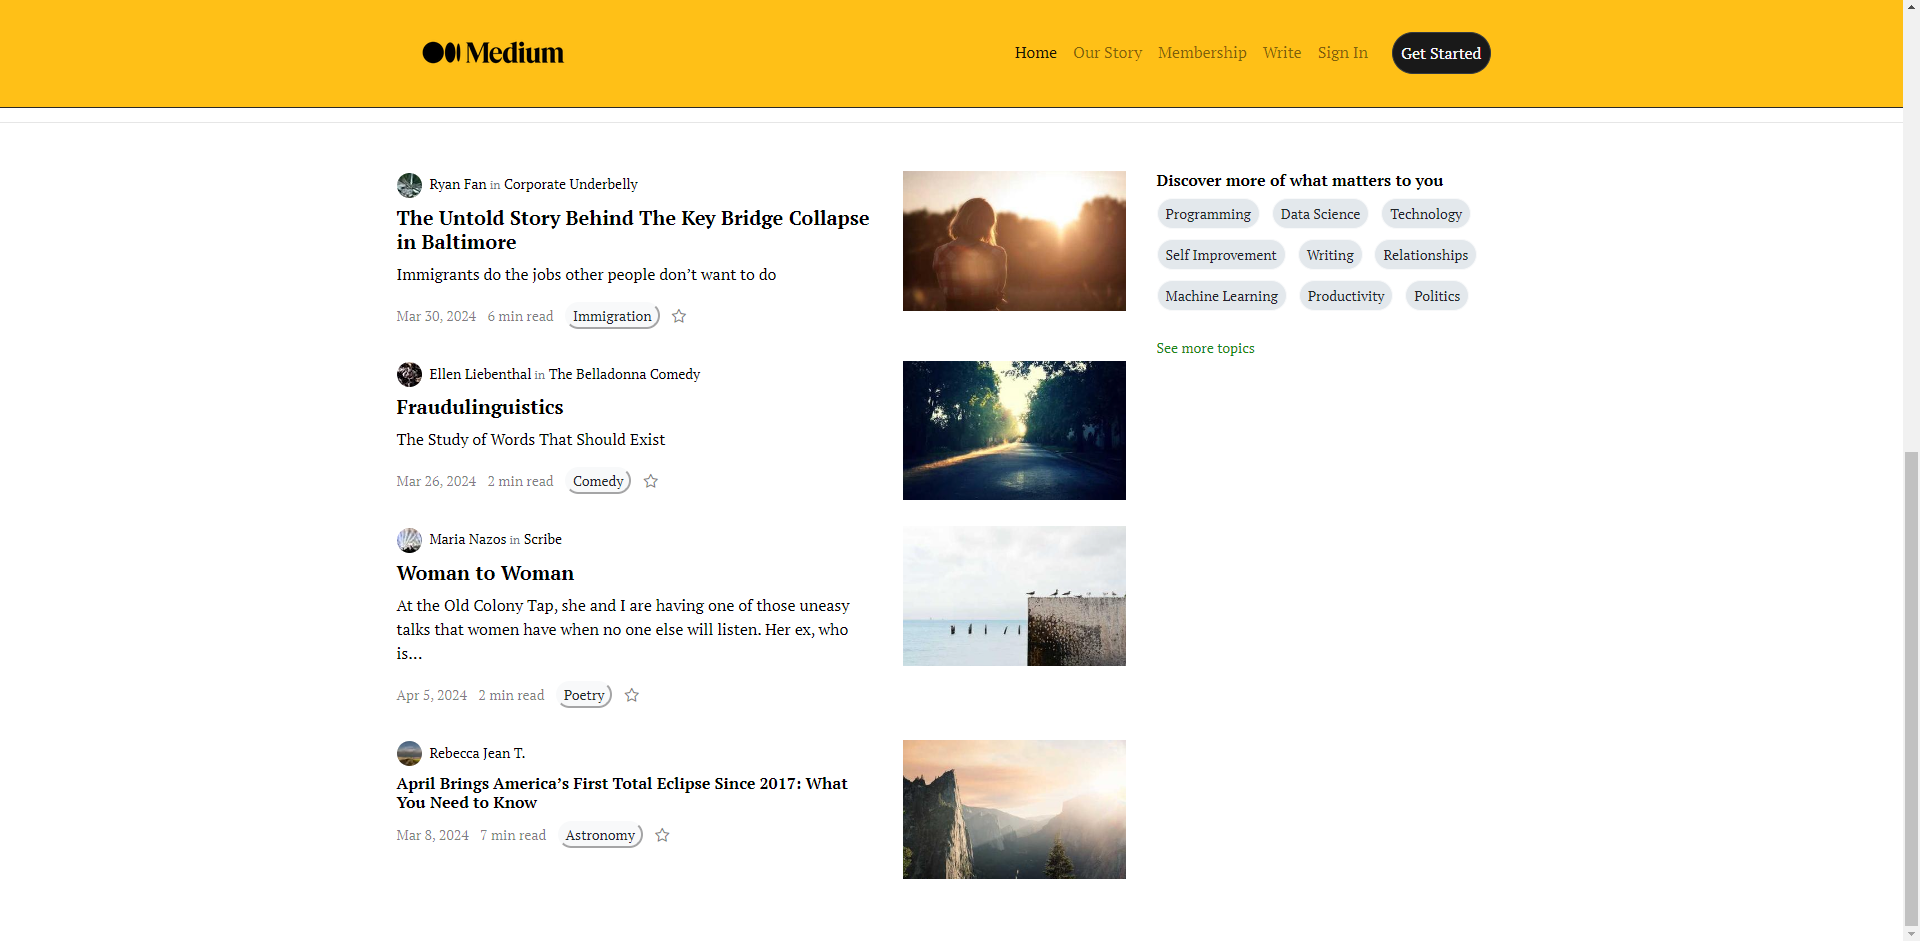 Medium
Home Our Story Membership Write Sign In Get Started
Ryan Fan in Corporate Underbelly
The Untold Story Behind The Key Bridge Collapse
in Baltimore
Immigrants do the jobs other people don’t want to do
Mar 30, 2024 6 min read Immigration
Ellen Liebenthal in The Belladonna Comedy
Fraudulinguistics
The Study of Words That Should Exist
Mar 26, 2024 2 min read Comedy
Maria Nazos in Scribe
Woman to Woman
At the Old Colony Tap, she and I are having one of those uneasy
talks that women have when no one else will listen. Her ex, who
is...
Apr 5, 2024 2 min read Poetry
Rebecca Jean T.
April Brings America’s First Total Eclipse Since 2017: What
You Need to Know
Mar 8, 2024 7 min read Astronomy
Discover more of what matters to you
Programming Data Science Technology
Self Improvement Writing Relationships
Machine Learning Productivity Politics
See more topics